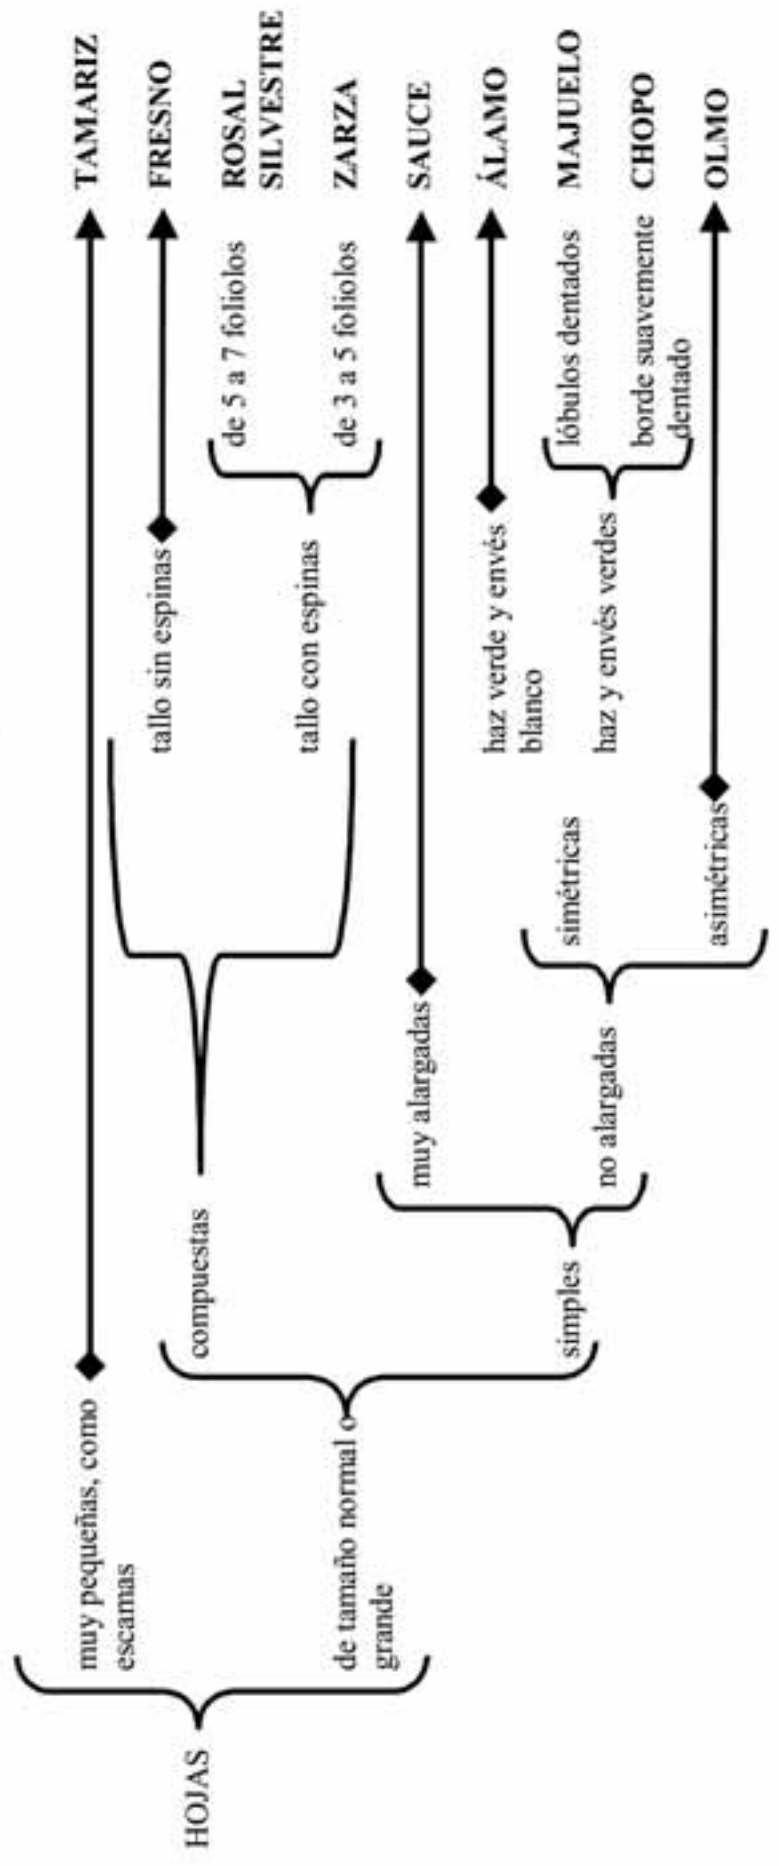 HOJAS
muy pequeñas, como
escamas
TAMARIZ
de tamaño normal o
grande
compuestas
tallo sin espinas
FRESNO
tallo con espinas
de 5 a 7 foliolos
ROSAL
SILVESTRE
de 3 a 5 foliolos
ZARZA
simples
muy alargadas
SAUCE
no alargadas
simétricas
haz verde y envés
blanco
ÁLAMO
haz y envés verdes
lóbulos dentados
MAJUELO
borde suavemente
dentado
CHOPO
asimétricas
OLMO